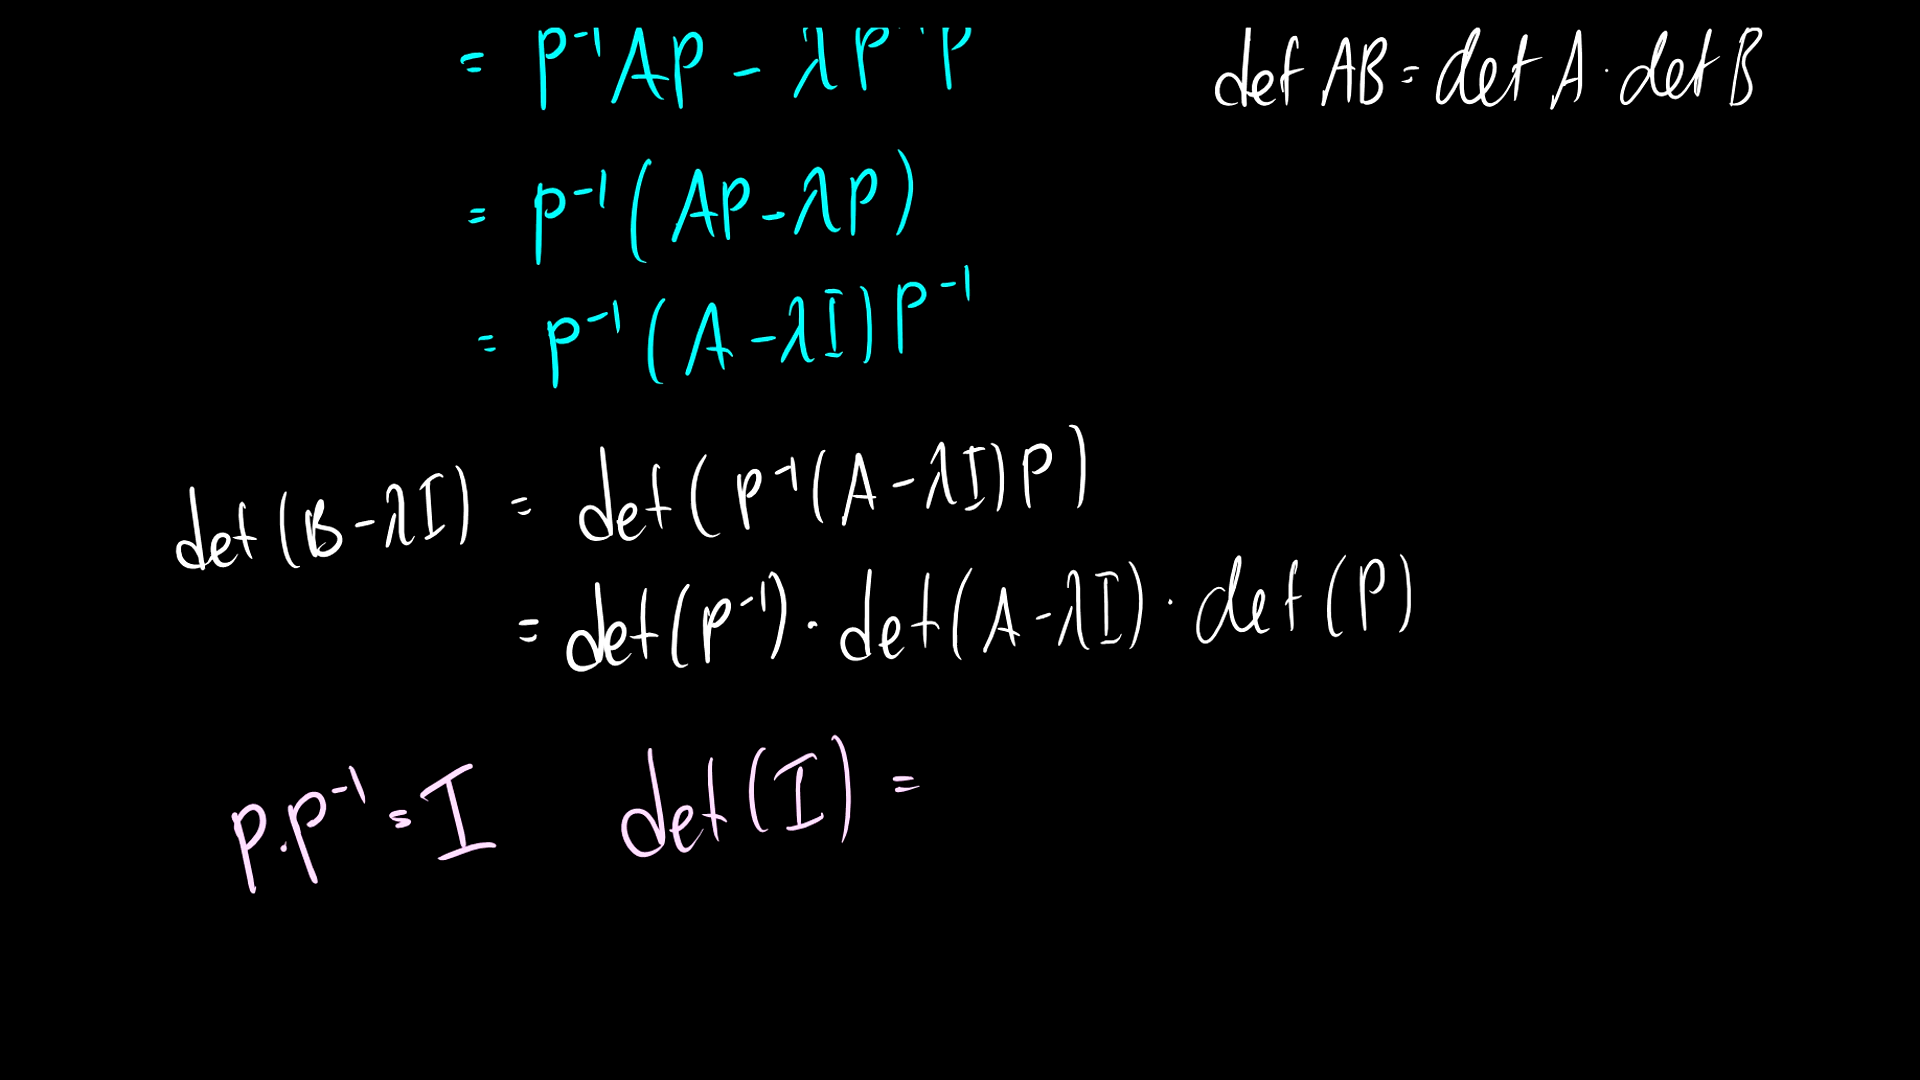 = P⁻¹AP - λP⁻¹P
det AB = det A · det B
= P⁻¹(AP - λP)
= P⁻¹(A - λI)P⁻¹
det(B - λI) = det(P⁻¹(A - λI)P)
= det(P⁻¹) · det(A - λI) · det(P)
P.P⁻¹ = I det(I) =